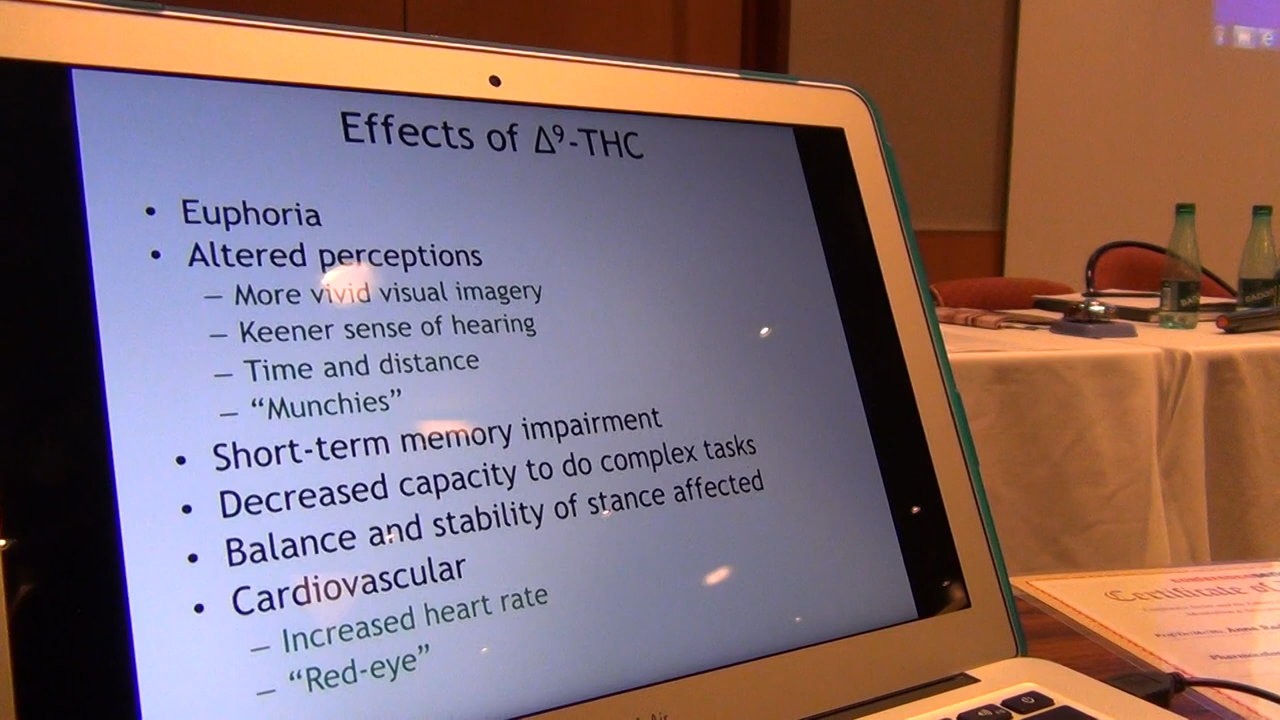 Effects of Δ⁹-THC
• Euphoria
• Altered perceptions
– More vivid visual imagery
– Keener sense of hearing
– Time and distance
– “Munchies”
• Short-term memory impairment
• Decreased capacity to do complex tasks
• Balance and stability of stance affected
• Cardiovascular
– Increased heart rate
– “Red-eye”
Air
Certificate of